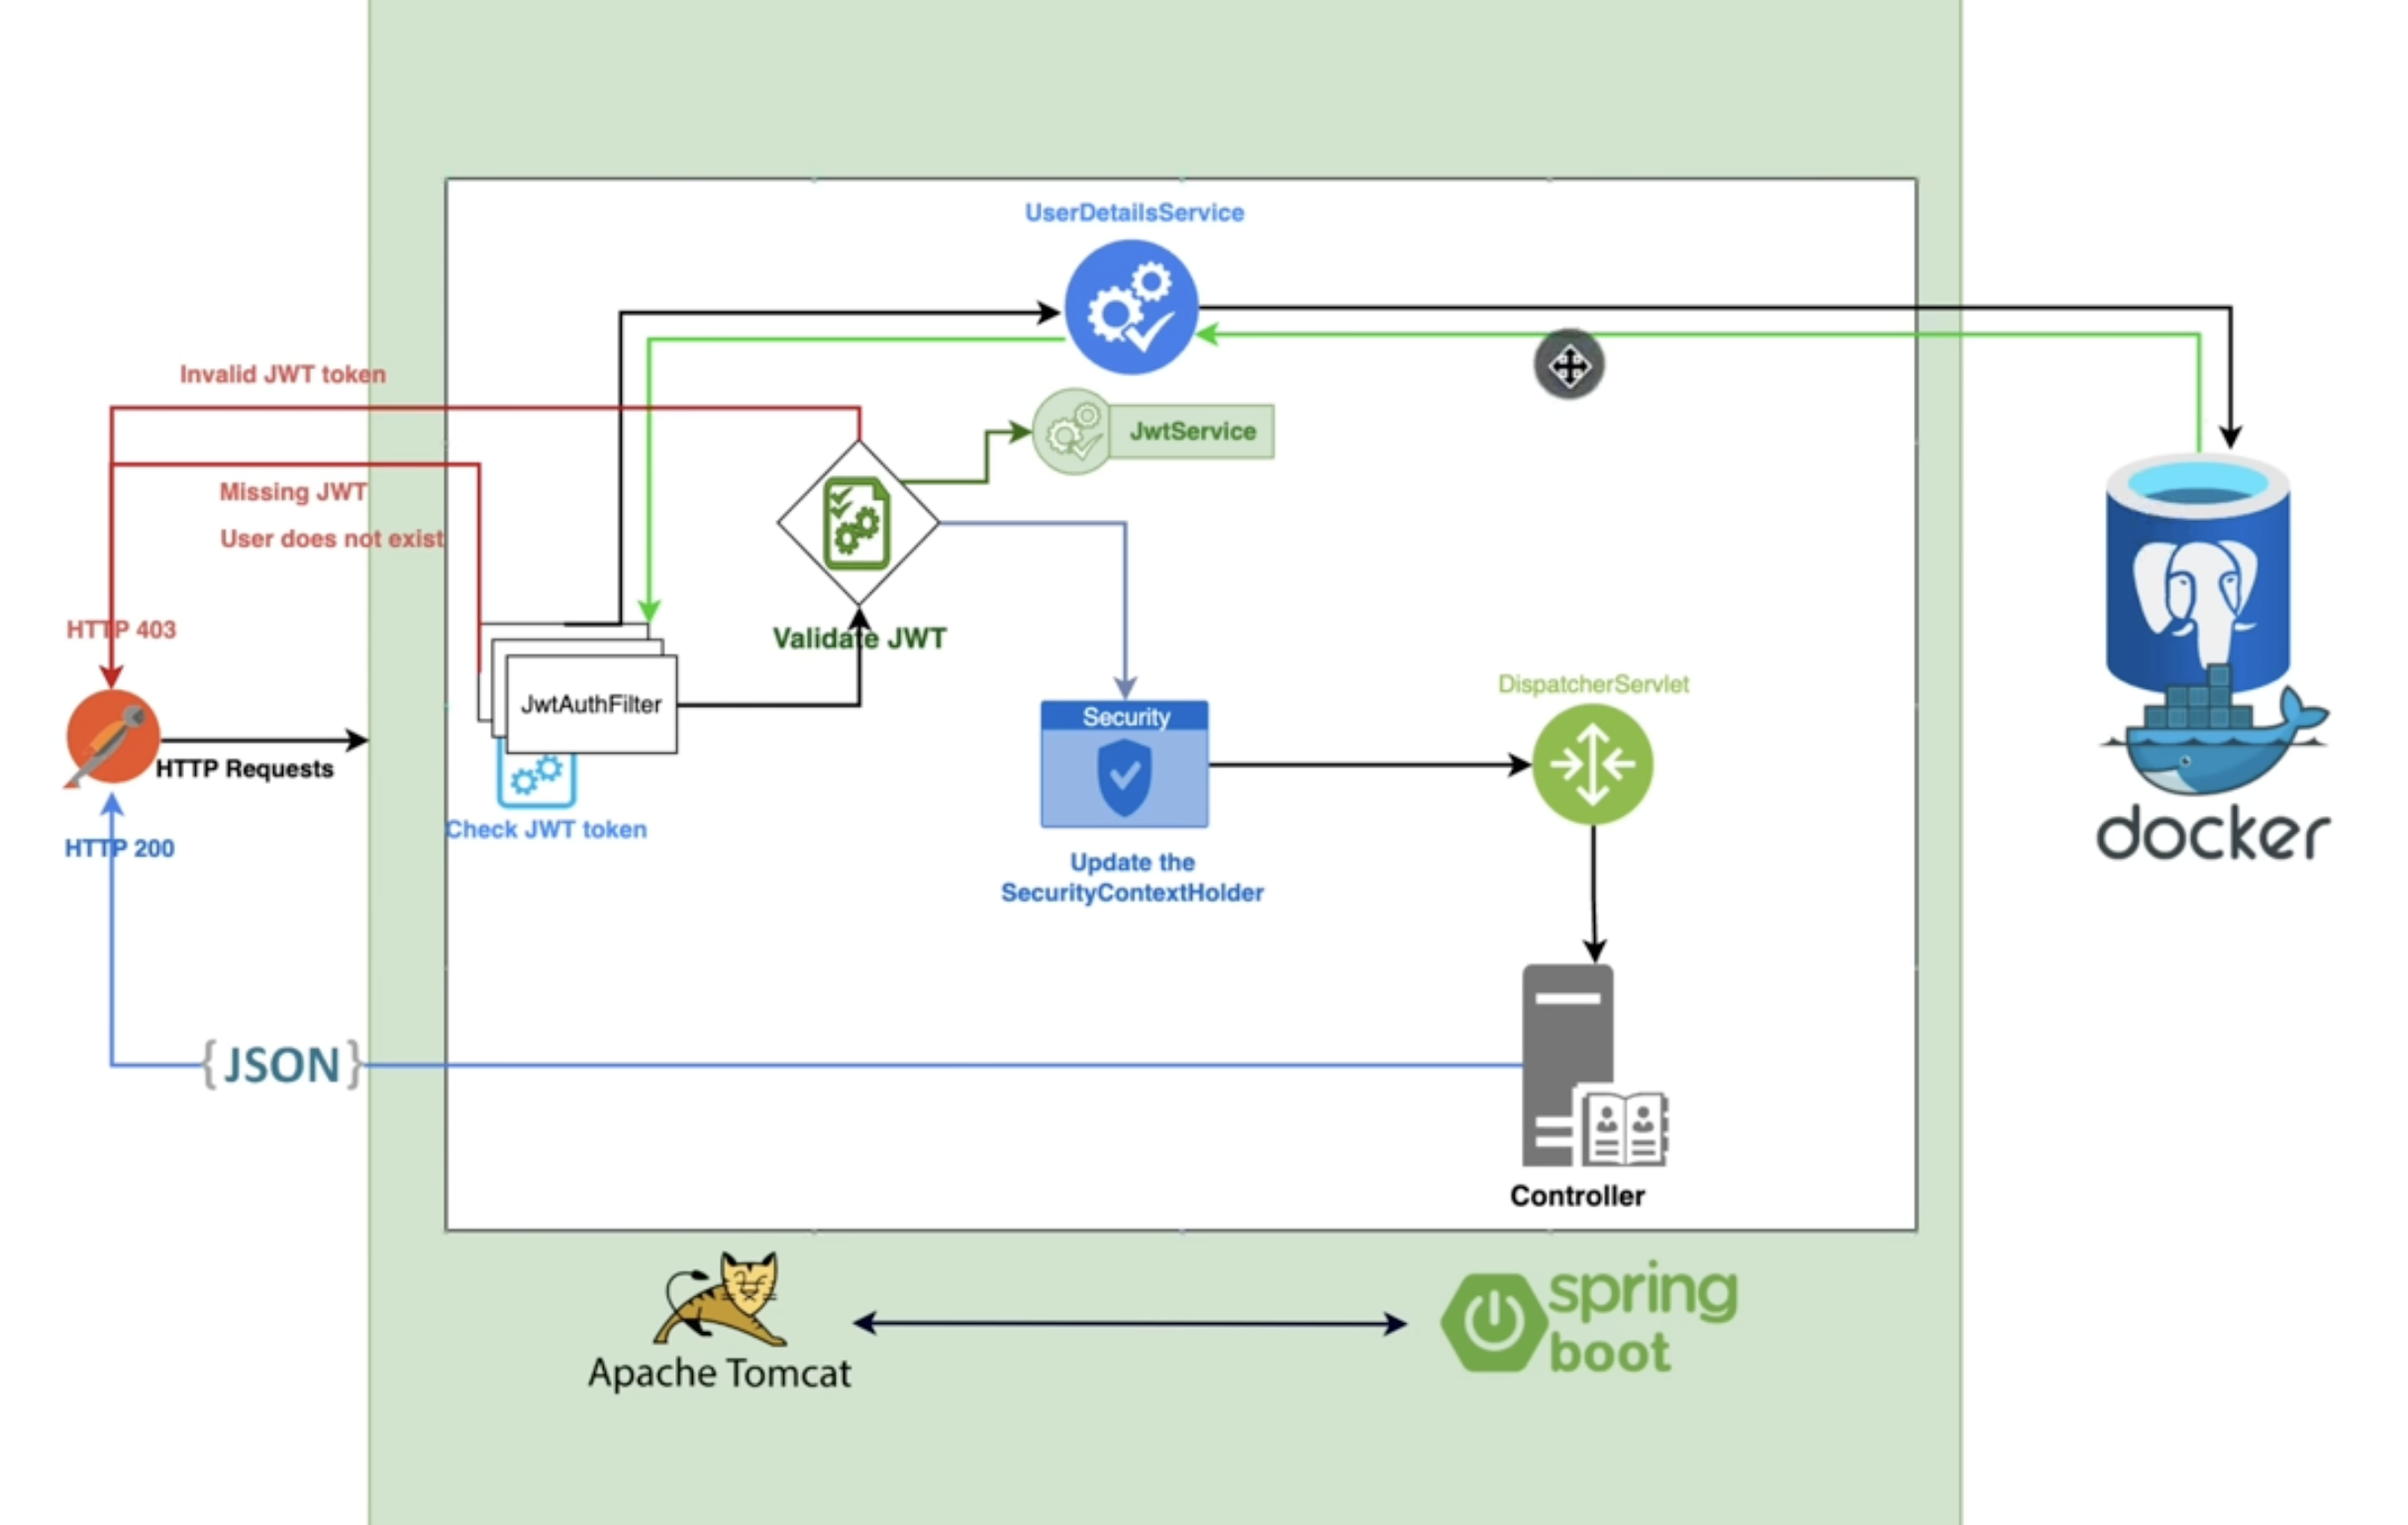 UserDetailsService
Invalid JWT token
JwtService
Missing JWT
User does not exist
HTTP 403
Validate JWT
DispatcherServlet
JwtAuthFilter
Security
HTTP Requests
Check JWT token
HTTP 200
docker
Update the
SecurityContextHolder
{ JSON }
Controller
Apache Tomcat
spring
boot